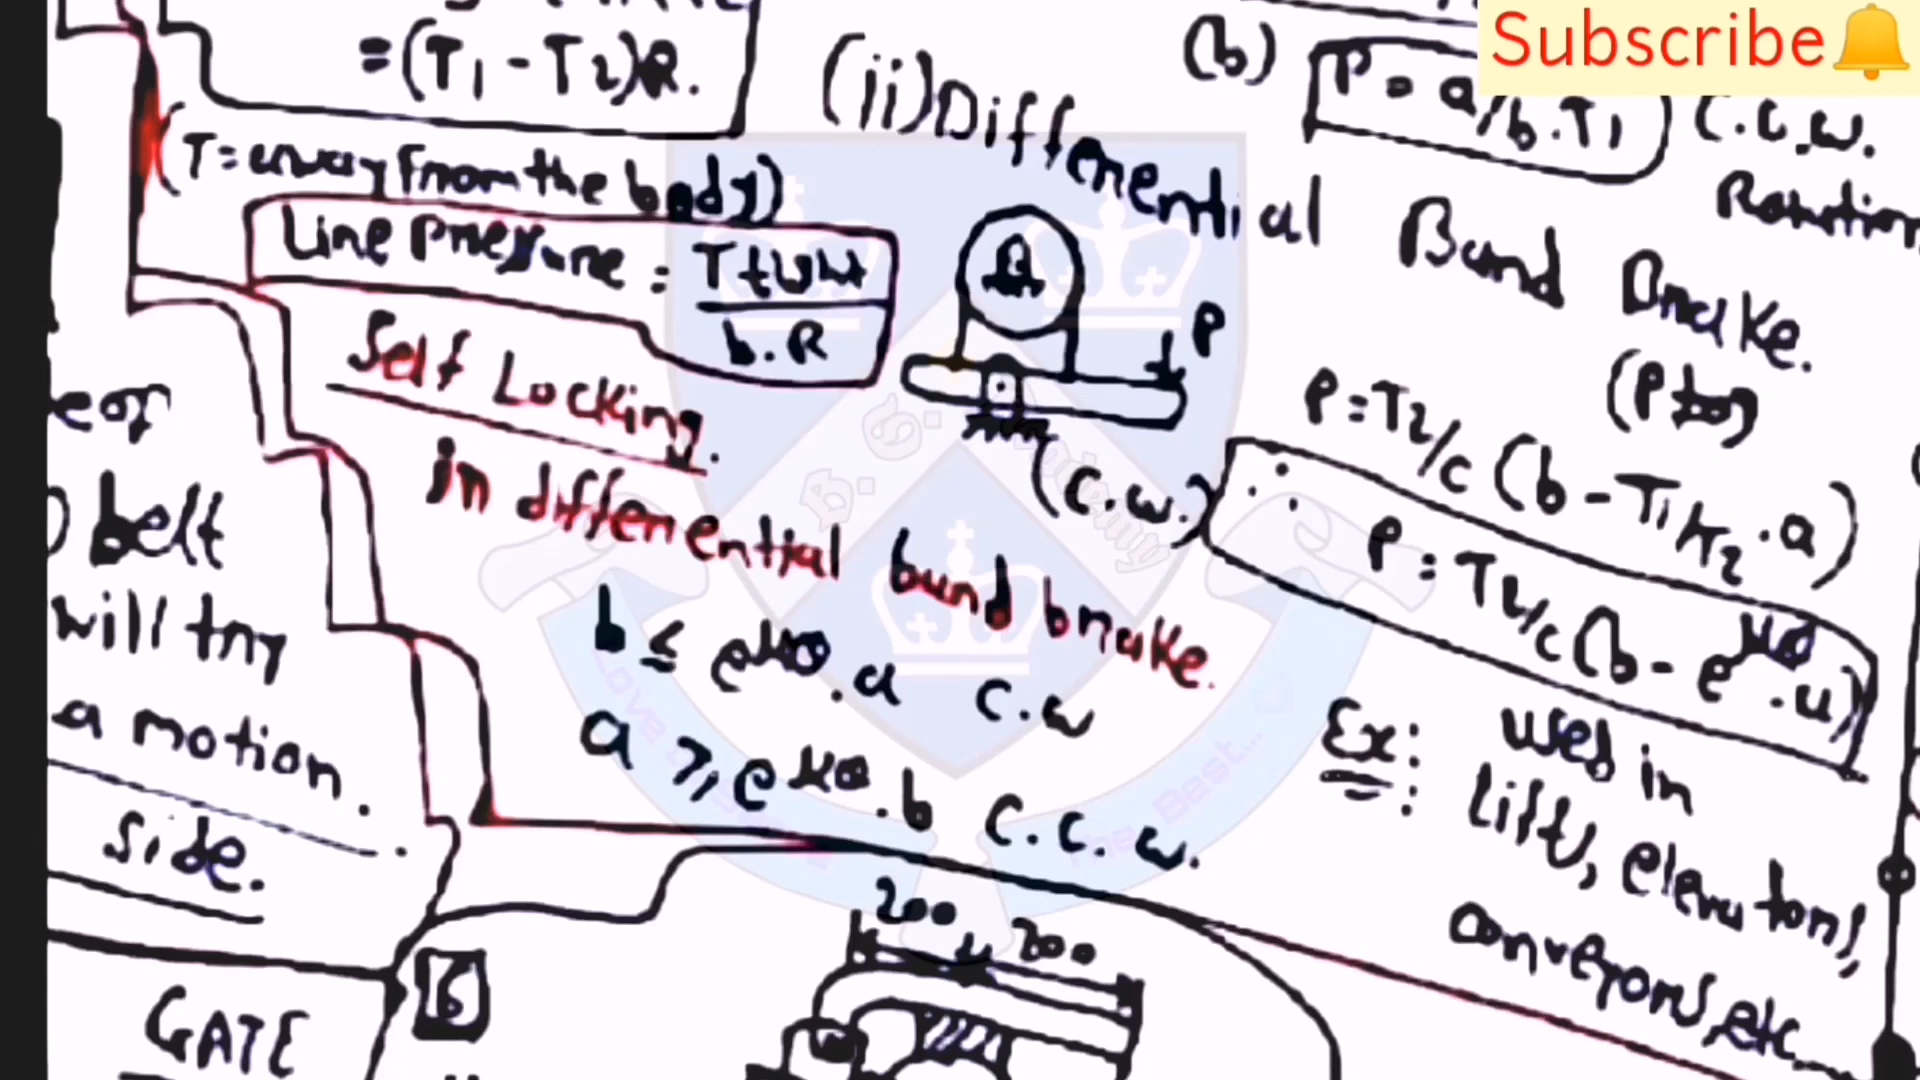 = (T1 - T2)R.
(T = away from the body)
Line pressure =
b.R
Self Locking.
in differential band brake.
b ≤ e^μθ.a C.W
a ≥ e^μθ.b C.C.W.
(ii) Differential Band Brake.
P
(C.W.)
(b) P = a/b.T1 C.C.W.
Rotation
P = T2/c (b - T1/T2.a)
∴ P = T2/c (b - e^μθ.a)
Ex: used in
lifts, elevators,
conveyors, etc.
belt
will try
a motion.
side.
GATE
6
200 200
Subscribe🔔